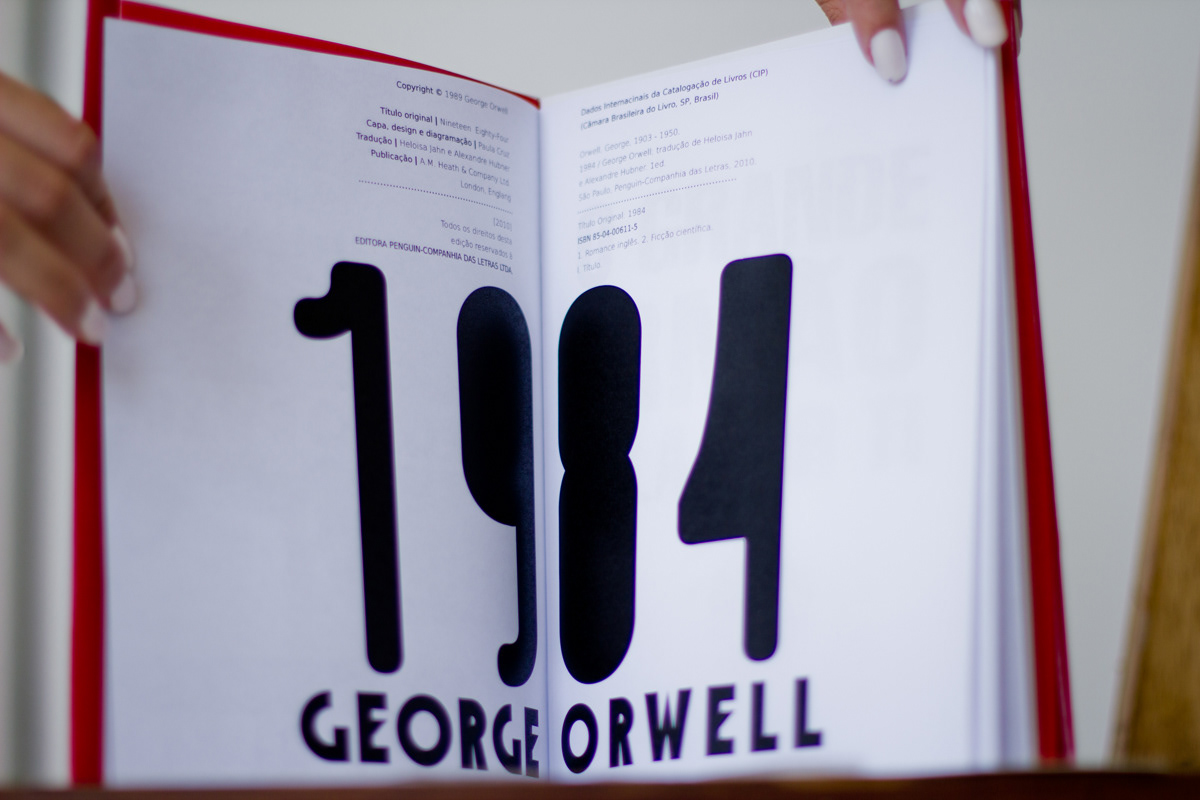 Copyright © 1989 George Orwell
Título original | Nineteen Eighty-Four
Capa, design e diagramação | Paula Cruz
Tradução | Heloisa Jahn e Alexandre Hubner
Publicação | A.M. Heath & Company Ltd
London, England
(2010)
Todos os direitos desta
edição reservados à
EDITORA PENGUIN-COMPANHIA DAS LETRAS LTDA.
Dados Internacinais da Catalogação de Livros (CIP)
(Câmara Brasileira do Livro, SP, Brasil)
Orwell, George, 1903 - 1950.
1984 / George Orwell, tradução de Heloisa Jahn
e Alexandre Hubner. 1ed.
São Paulo, Penguin-Companhia das Letras, 2010.
Título Original: 1984
ISBN 85-04-00611-5
1. Romance inglês. 2. Ficção científica.
I. Título.
1984
GEORGE ORWELL